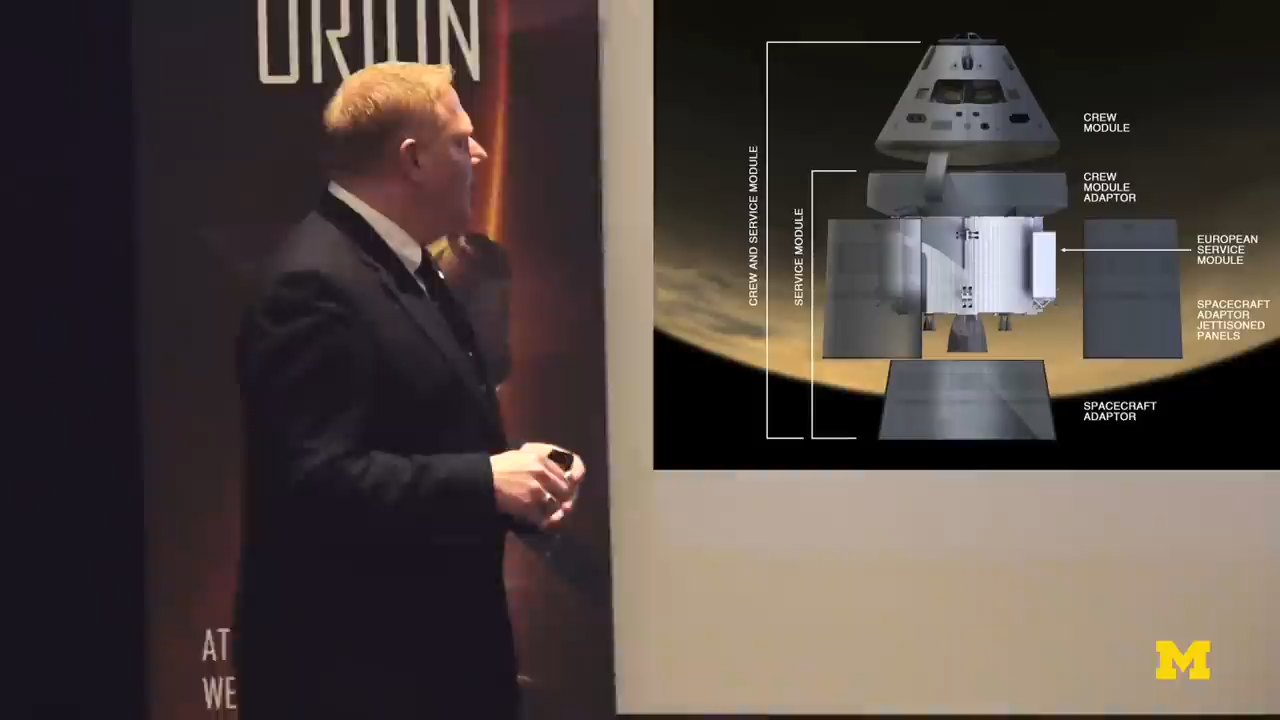 ORION
AT
WE
CREW AND SERVICE MODULE
SERVICE MODULE
CREW
MODULE
CREW
MODULE
ADAPTOR
EUROPEAN
SERVICE
MODULE
SPACECRAFT
ADAPTOR
JETTISONED
PANELS
SPACECRAFT
ADAPTOR
M